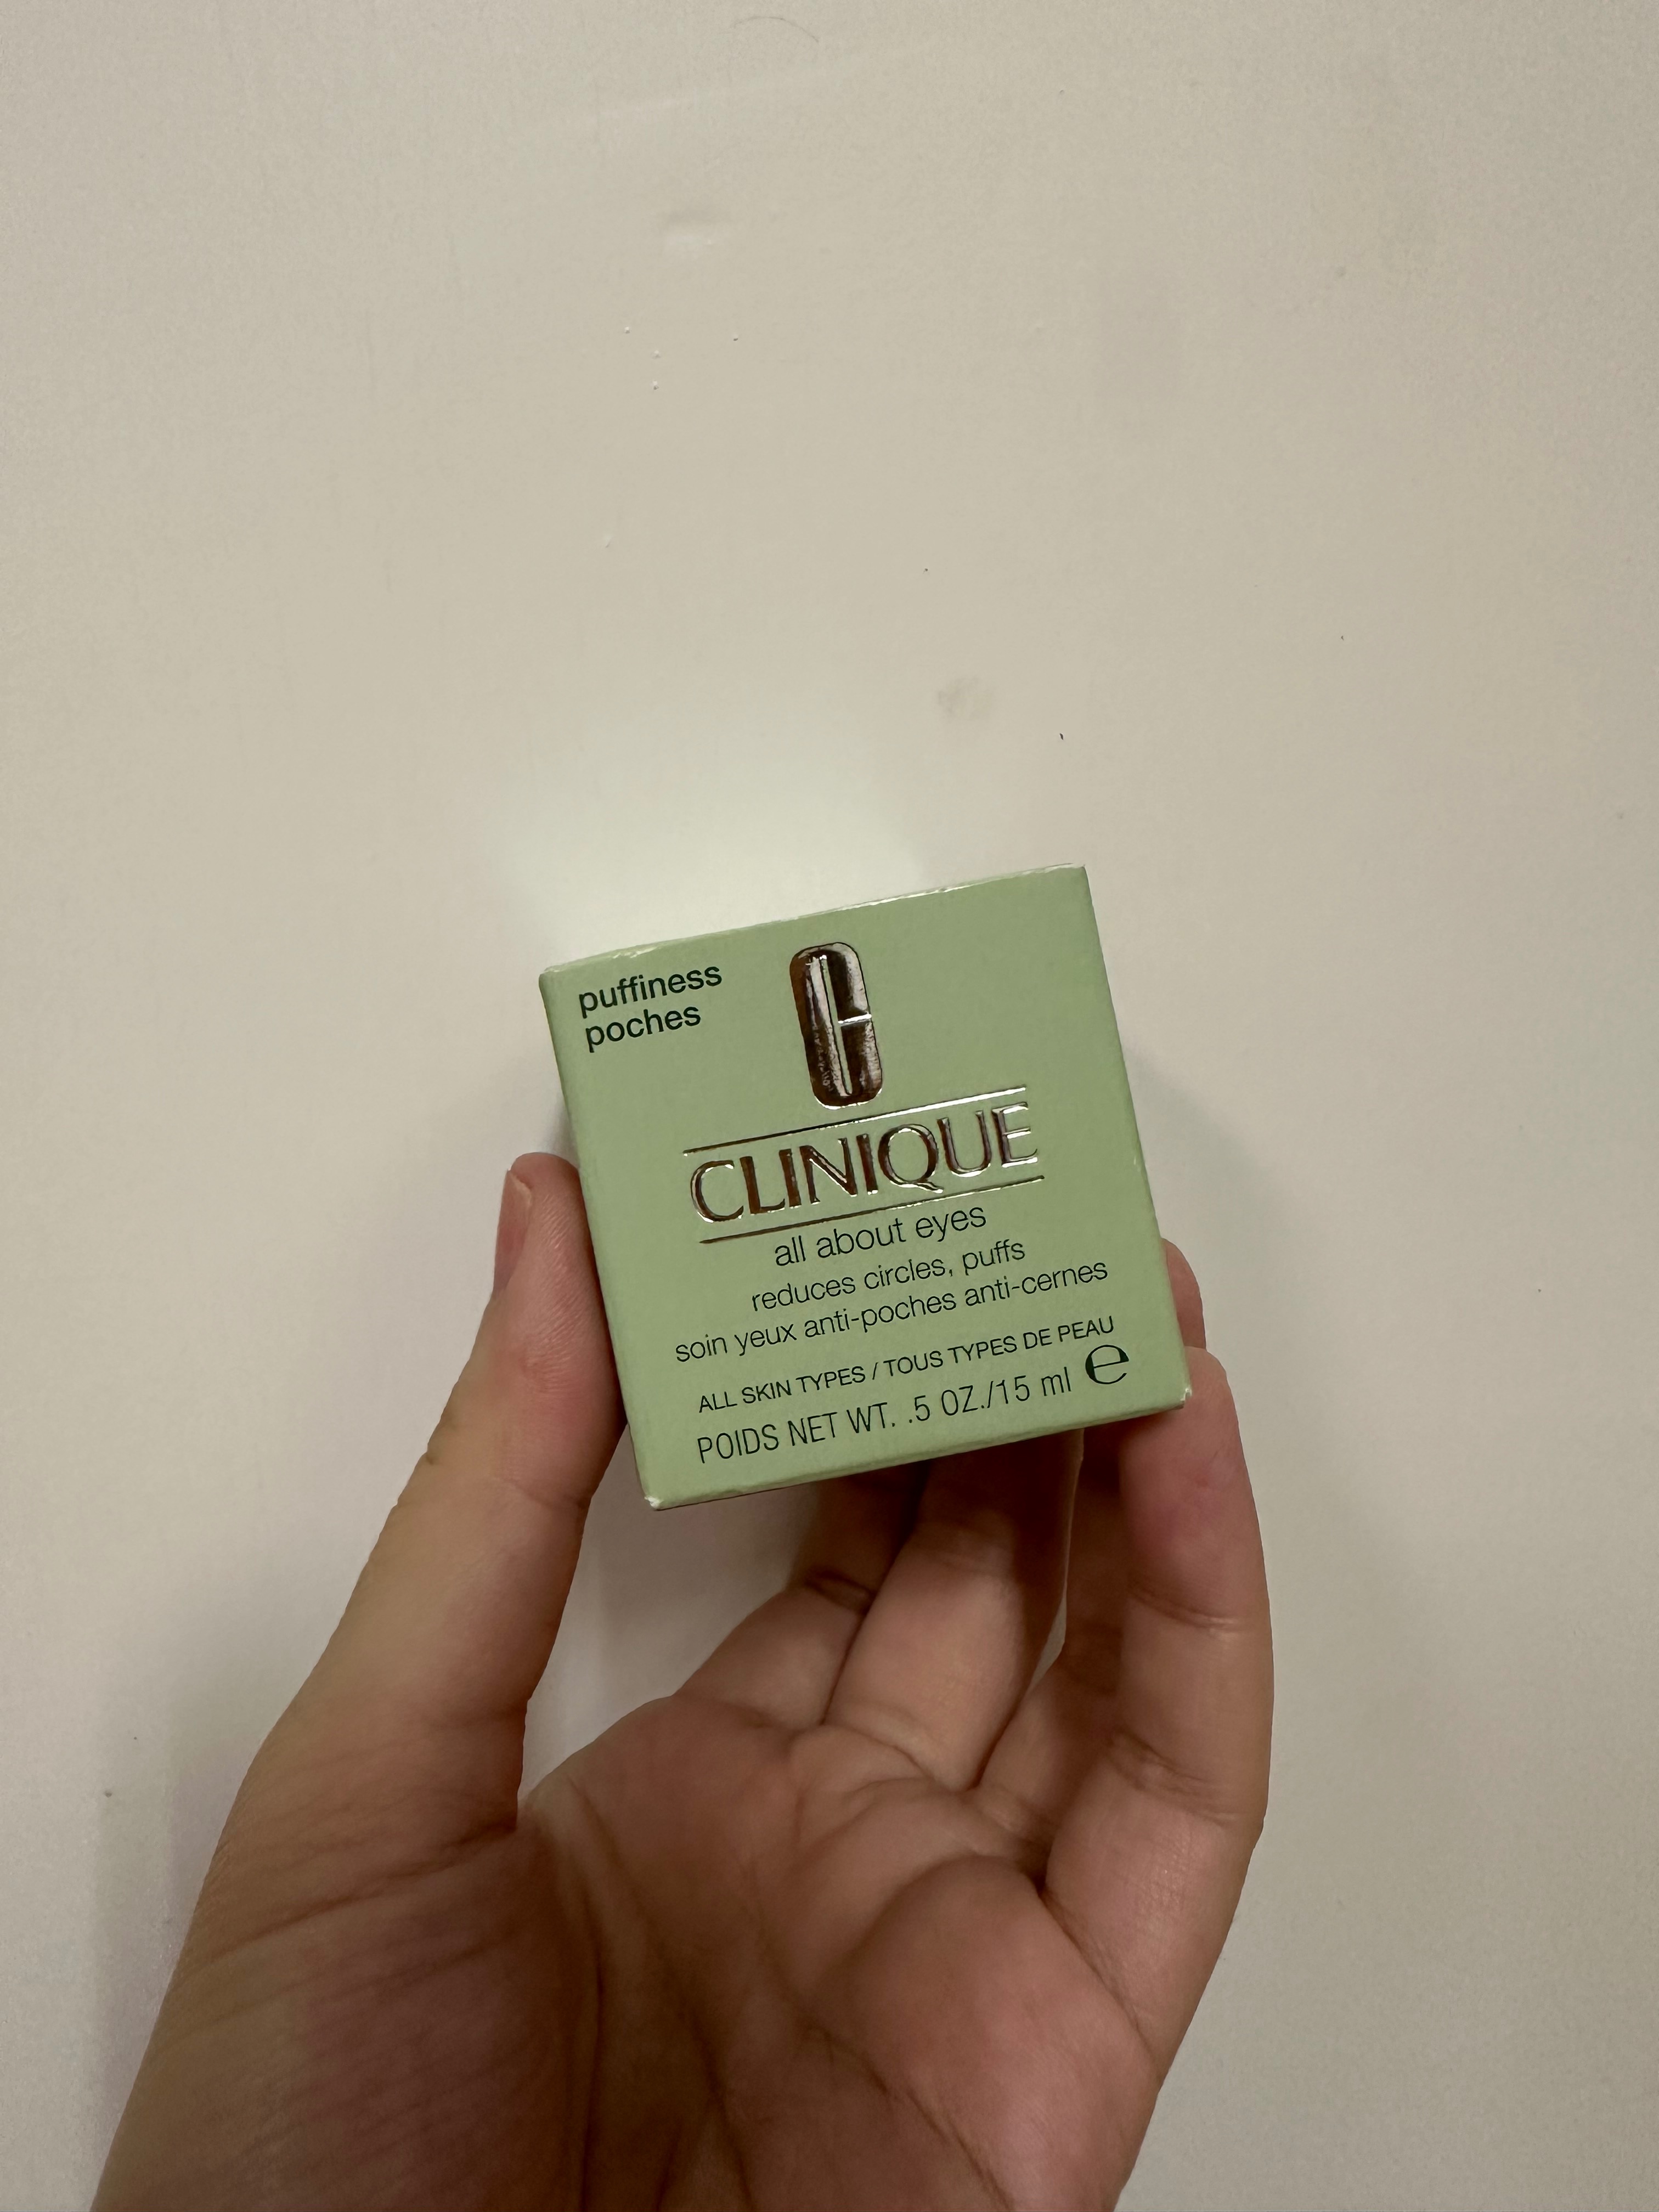 puffiness
poches
C
CLINIQUE
all about eyes
reduces circles, puffs
soin yeux anti-poches anti-cernes
ALL SKIN TYPES / TOUS TYPES DE PEAU
POIDS NET WT. .5 OZ./15 ml ℮